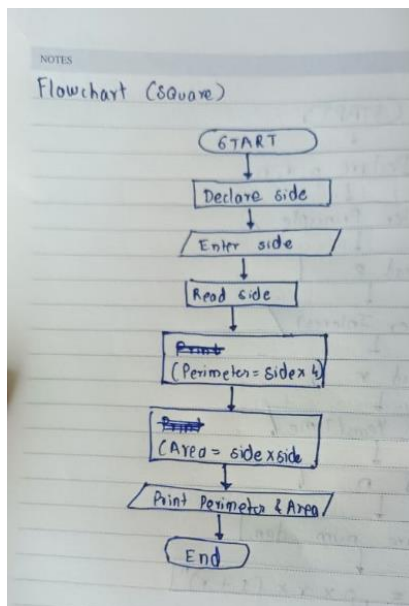 NOTES
Flowchart (SQuare)
START
Declare side
Enter side
Read side
Print
(Perimeter = side x 4
Print
(Area = side x side
Print Perimeter & Area
End